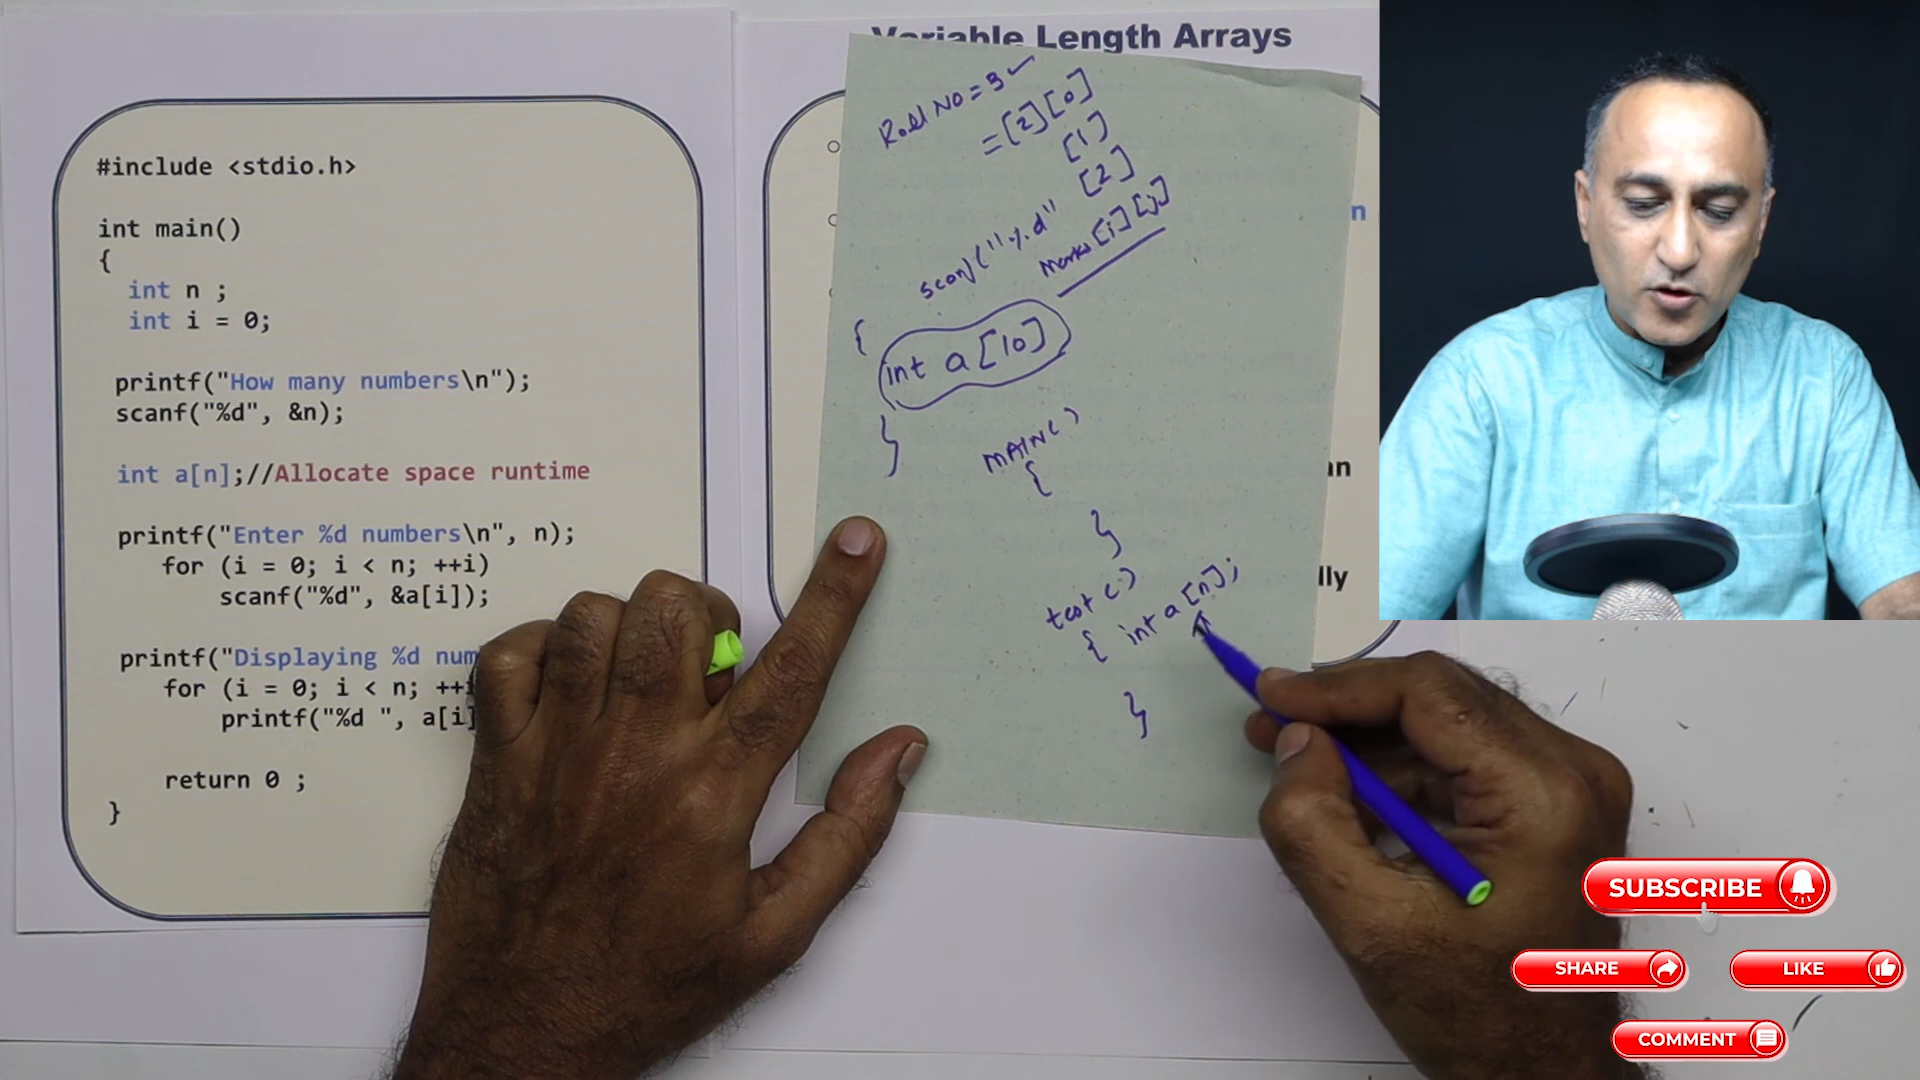 #include <stdio.h>
int main()
{
int n ;
int i = 0;
printf("How many numbers\n");
scanf("%d", &n);
int a[n];//Allocate space runtime
printf("Enter %d numbers\n", n);
for (i = 0; i < n; ++i)
scanf("%d", &a[i]);
printf("Displaying %d num
for (i = 0; i < n; ++i
printf("%d ", a[i]
return 0 ;
}
Variable Length Arrays
n
an
lly
Roll NO = 3 ✓
= [2][0]
[1]
[2]
scanf("%d"
marks[i][j]
{
int a[10]
}
MAIN()
{
}
test()
{ int a[n];
}
SUBSCRIBE
SHARE
LIKE
COMMENT